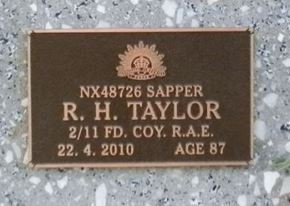 NX48726 SAPPER
R. H. TAYLOR
2/11 FD. COY. R.A.E.
22. 4. 2010 AGE 87